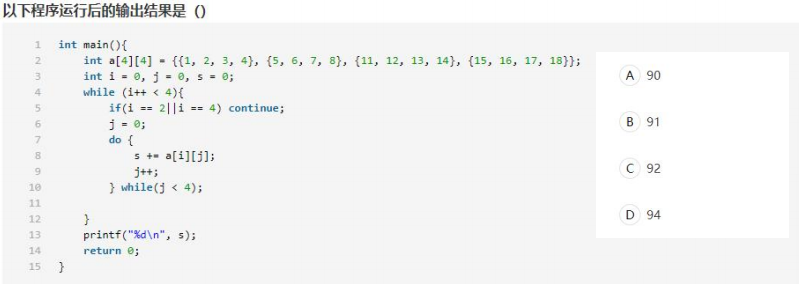 以下程序运行后的输出结果是（）
1 int main(){
2 int a[4][4] = {{1, 2, 3, 4}, {5, 6, 7, 8}, {11, 12, 13, 14}, {15, 16, 17, 18}};
3 int i = 0, j = 0, s = 0;
4 while (i++ < 4){
5 if(i == 2||i == 4) continue;
6 j = 0;
7 do {
8 s += a[i][j];
9 j++;
10 } while(j < 4);
11
12 }
13 printf("%d\n", s);
14 return 0;
15 }
A 90
B 91
C 92
D 94